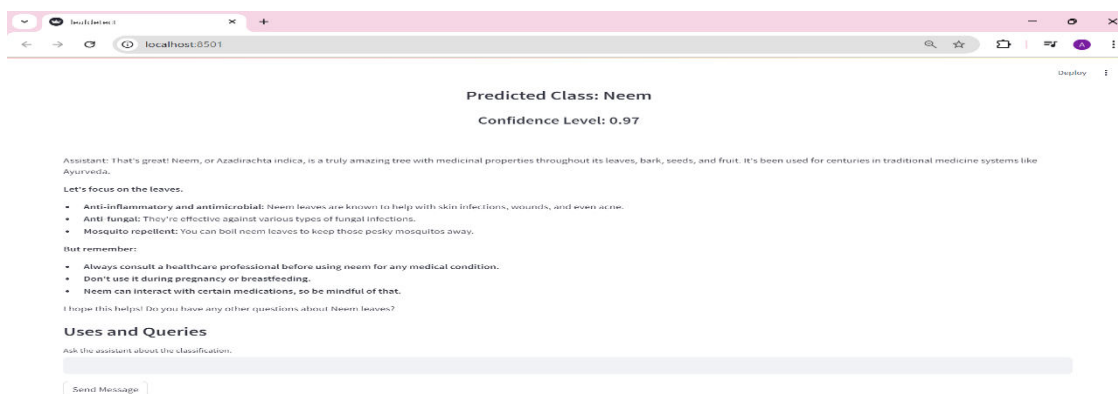 leafdetect
localhost:8501
A
Deploy
Predicted Class: Neem
Confidence Level: 0.97
Assistant: That's great! Neem, or Azadirachta indica, is a truly amazing tree with medicinal properties throughout its leaves, bark, seeds, and fruit. It's been used for centuries in traditional medicine systems like
Ayurveda.
Let's focus on the leaves.
• Anti-inflammatory and antimicrobial: Neem leaves are known to help with skin infections, wounds, and even acne.
• Anti-fungal: They're effective against various types of fungal infections.
• Mosquito repellent: You can boil neem leaves to keep those pesky mosquitos away.
But remember:
• Always consult a healthcare professional before using neem for any medical condition.
• Don't use it during pregnancy or breastfeeding.
• Neem can interact with certain medications, so be mindful of that.
I hope this helps! Do you have any other questions about Neem leaves?
Uses and Queries
Ask the assistant about the classification.
Send Message